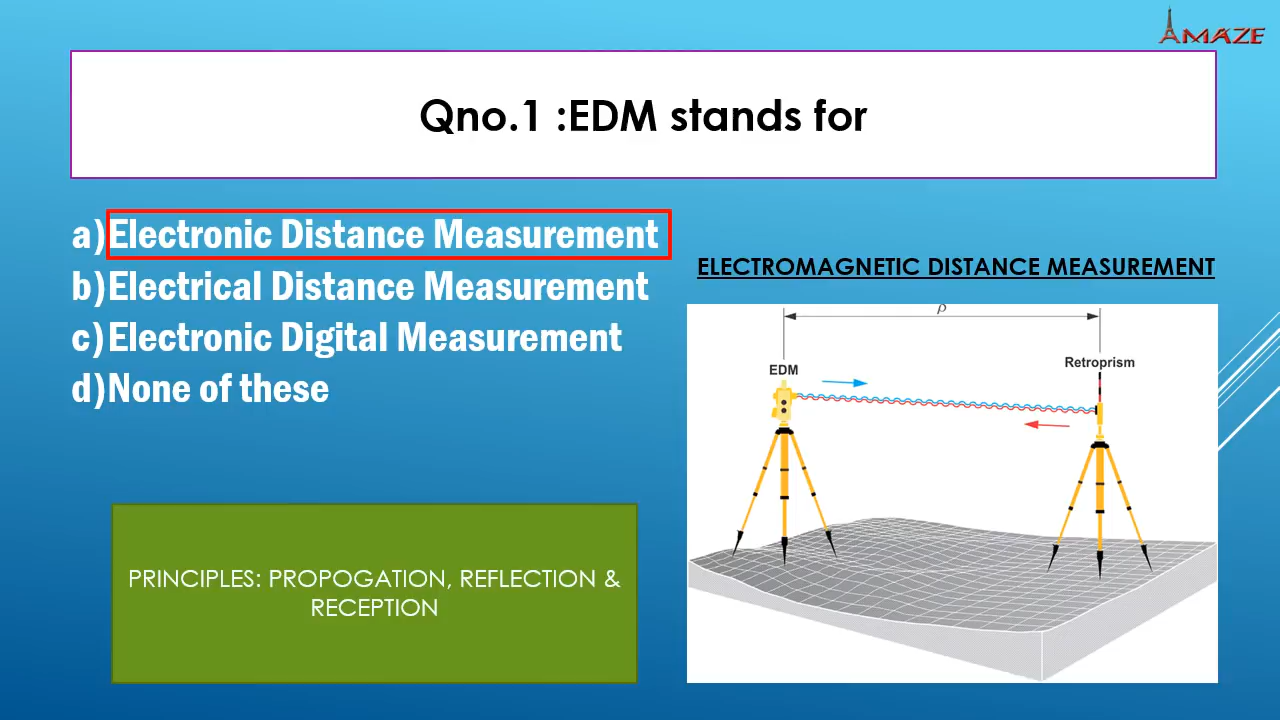 AMAZE
Qno.1 :EDM stands for
a)Electronic Distance Measurement
b)Electrical Distance Measurement
c)Electronic Digital Measurement
d)None of these
ELECTROMAGNETIC DISTANCE MEASUREMENT
ρ
EDM
Retroprism
PRINCIPLES: PROPOGATION, REFLECTION &
RECEPTION